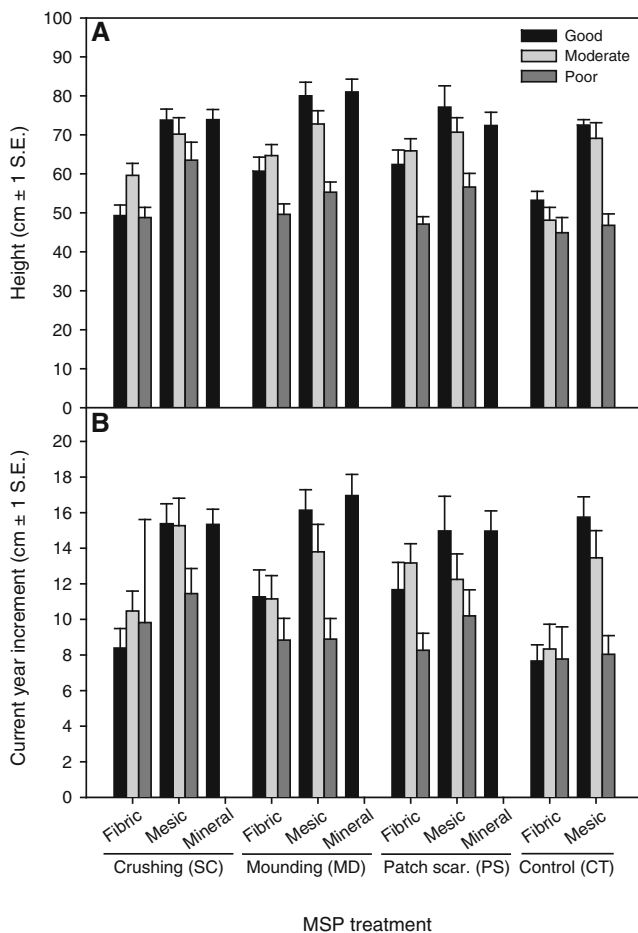 A
Good
Moderate
Poor
Height (cm ± 1 S.E.)
100
90
80
70
60
50
40
30
20
10
0
B
Current year increment (cm ± 1 S.E.)
20
18
16
14
12
10
8
6
4
2
0
Fibric Mesic Mineral Fibric Mesic Mineral Fibric Mesic Mineral Fibric Mesic
Crushing (SC) Mounding (MD) Patch scar. (PS) Control (CT)
MSP treatment